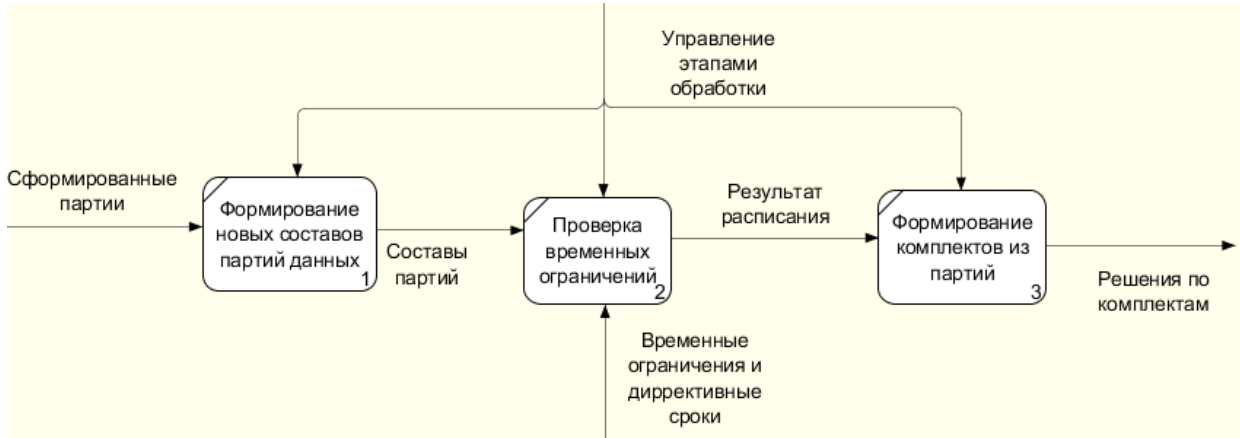 Управление
этапами
обработки
Сформированные
партии
Формирование
новых составов
партий данных
1
Составы
партий
Проверка
временных
ограничений
2
Результат
расписания
Формирование
комплектов из
партий
3
Решения по
комплектам
Временные
ограничения и
диррективные
сроки